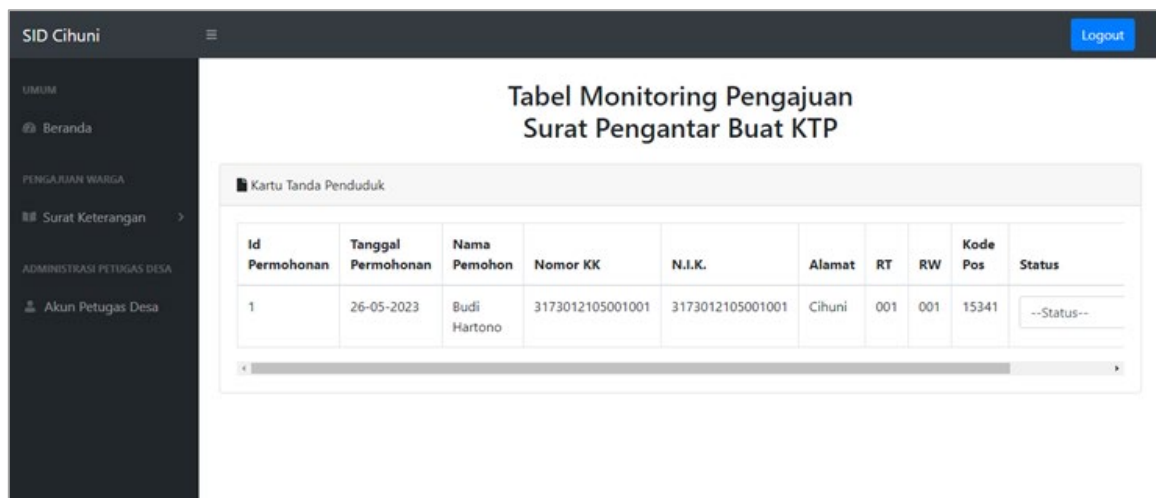 SID Cihuni
Logout
UMUM
Beranda
PENGAJUAN WARGA
Surat Keterangan
ADMINISTRASI PETUGAS DESA
Akun Petugas Desa
Tabel Monitoring Pengajuan
Surat Pengantar Buat KTP
Kartu Tanda Penduduk
Id Permohonan Tanggal Permohonan Nama Pemohon Nomor KK N.I.K. Alamat RT RW Kode Pos Status
1 26-05-2023 Budi Hartono 3173012105001001 3173012105001001 Cihuni 001 001 15341 --Status--